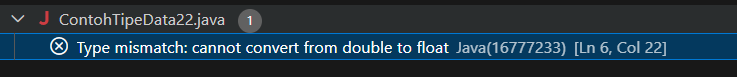 ContohTipeData22.java 1
Type mismatch: cannot convert from double to float Java(16777233) [Ln 6, Col 22]